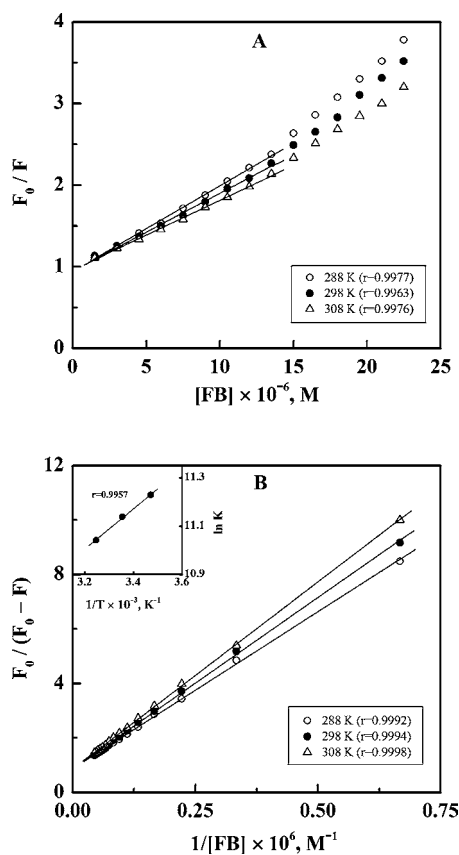 A
F₀ / F
4
3
2
1
0
0 5 10 15 20 25
288 K (r=0.9977)
298 K (r=0.9963)
308 K (r=0.9976)
[FB] × 10⁻⁶, M
B
F₀ / (F₀ – F)
12
8
4
0
0.00 0.25 0.50 0.75
r=0.9957
11.3
11.1
10.9
ln K
3.2 3.4 3.6
1/T × 10⁻³, K⁻¹
288 K (r=0.9992)
298 K (r=0.9994)
308 K (r=0.9998)
1/[FB] × 10⁶, M⁻¹